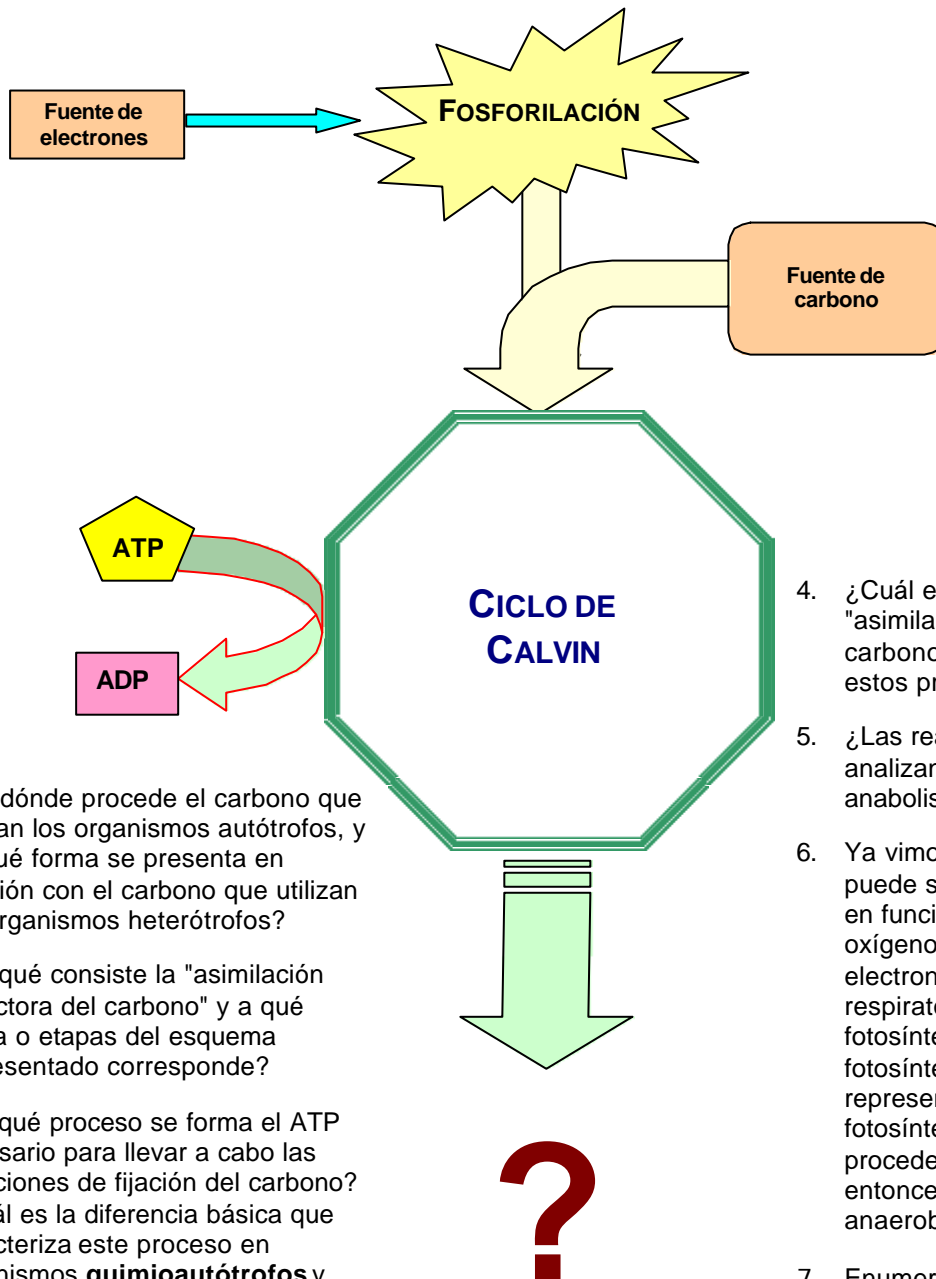 FOSFORILACIÓN
Fuente de
electrones
Fuente de
carbono
ATP
CICLO DE
CALVIN
ADP
dónde procede el carbono que
an los organismos autótrofos, y
qué forma se presenta en
ión con el carbono que utilizan
organismos heterótrofos?
qué consiste la "asimilación
ctora del carbono" y a qué
a o etapas del esquema
esentado corresponde?
qué proceso se forma el ATP
sario para llevar a cabo las
ciones de fijación del carbono?
ál es la diferencia básica que
cteriza este proceso en
nismos quimioautótrofos y
?
4. ¿Cuál e
"asimila
carbono
estos pr
5. ¿Las rea
analizan
anabolis
6. Ya vimo
puede s
en funci
oxígeno
electron
respirato
fotosínte
fotosínte
represen
fotosínte
procede
entonce
anaerob
7. Enumer